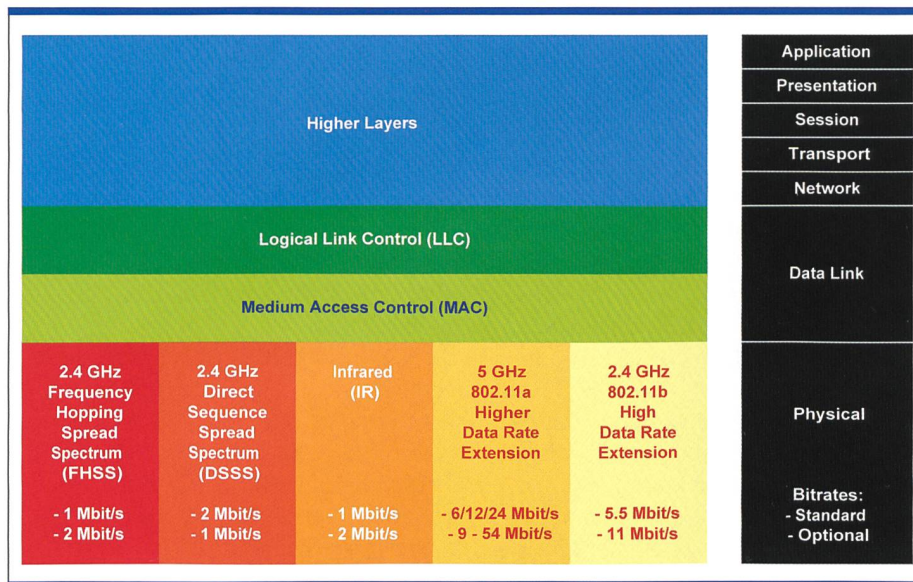 Higher Layers
Logical Link Control (LLC)
Medium Access Control (MAC)
2.4 GHz
Frequency
Hopping
Spread
Spectrum
(FHSS)
- 1 Mbit/s
- 2 Mbit/s
2.4 GHz
Direct
Sequence
Spread
Spectrum
(DSSS)
- 2 Mbit/s
- 1 Mbit/s
Infrared
(IR)
- 1 Mbit/s
- 2 Mbit/s
5 GHz
802.11a
Higher
Data Rate
Extension
- 6/12/24 Mbit/s
- 9 - 54 Mbit/s
2.4 GHz
802.11b
High
Data Rate
Extension
- 5.5 Mbit/s
- 11 Mbit/s
Application
Presentation
Session
Transport
Network
Data Link
Physical
Bitrates:
- Standard
- Optional